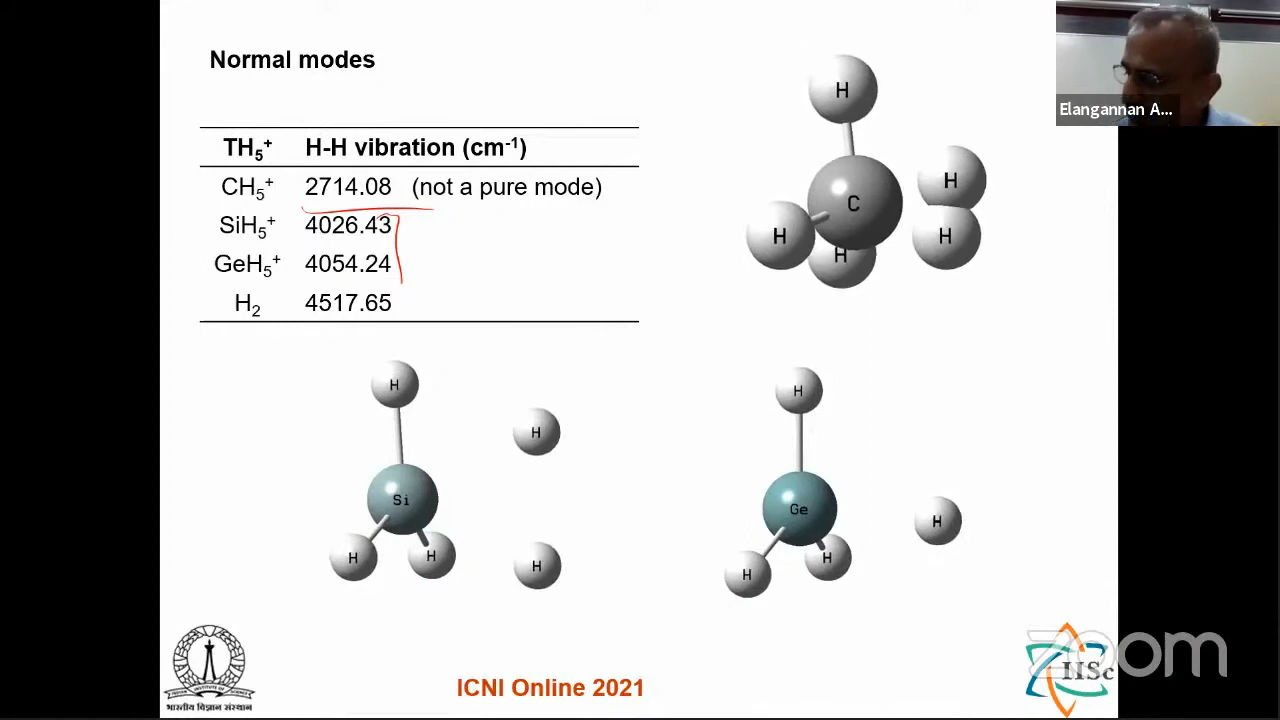 Normal modes
Elangannan A...
TH₅⁺ H-H vibration (cm⁻¹)
CH₅⁺ 2714.08 (not a pure mode)
SiH₅⁺ 4026.43
GeH₅⁺ 4054.24
H₂ 4517.65
H
H
C
H
H
H
H
H
Si
H
H
H
H
Ge
H
H
H
भारतीय विज्ञान संस्थान
ICNI Online 2021
zoom
IISc